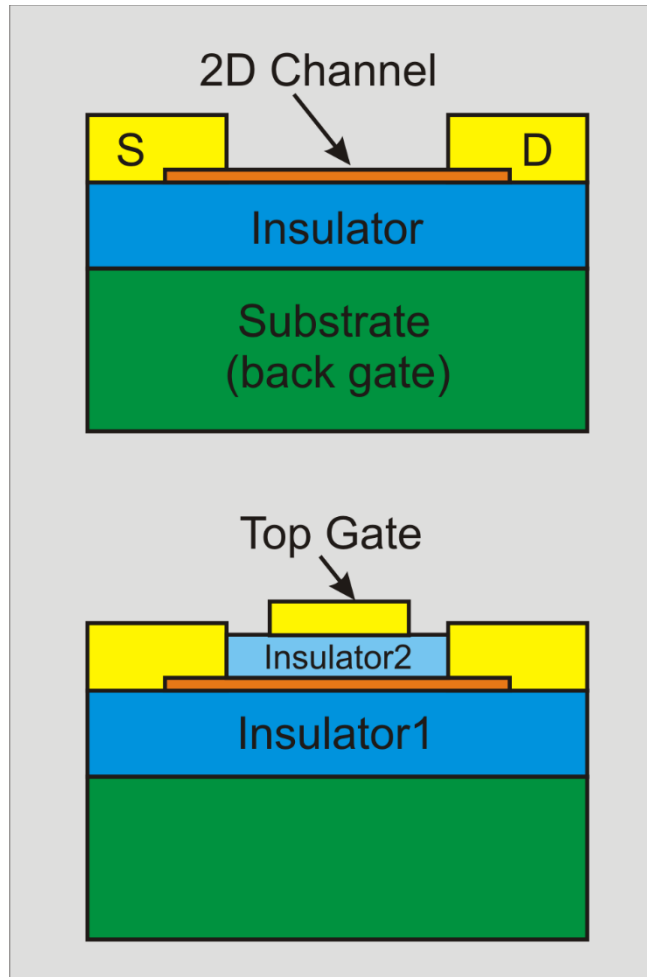 2D Channel
S
D
Insulator
Substrate
(back gate)
Top Gate
Insulator2
Insulator1